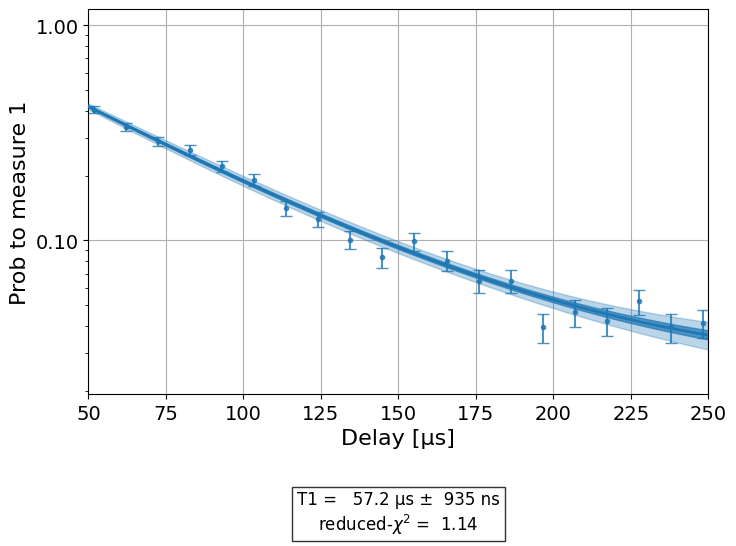 Prob to measure 1
1.00
0.10
50 75 100 125 150 175 200 225 250
Delay [µs]
T1 = 57.2 µs ± 935 ns
reduced-χ² = 1.14